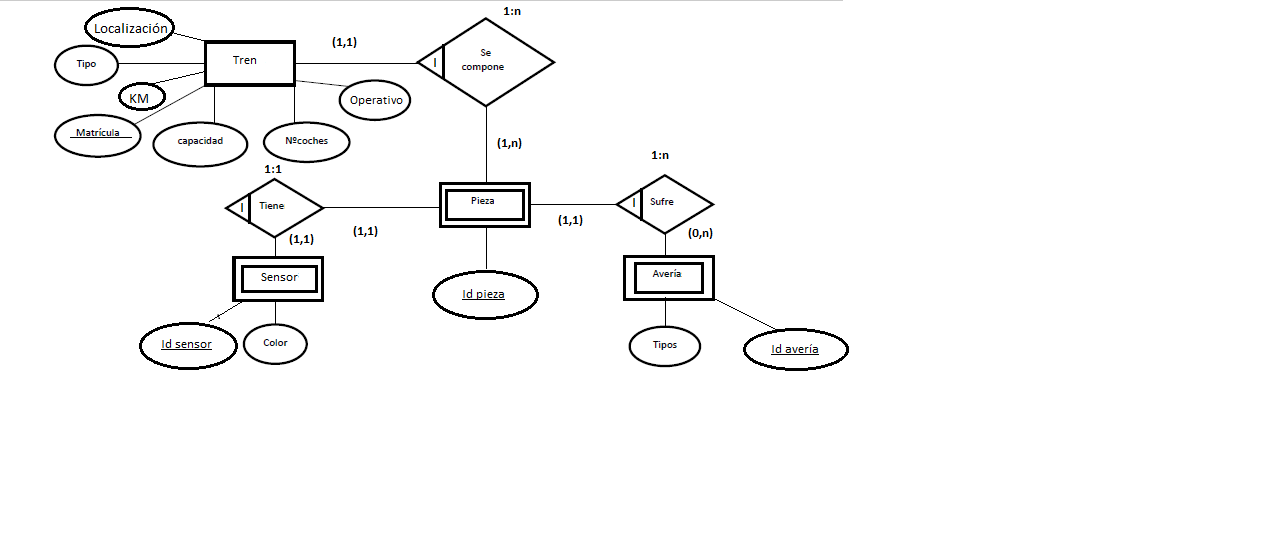 1:n
Localización
(1,1)
Se
compone
I
Tren
Tipo
KM
Operativo
Matrícula
capacidad
Nºcoches
(1,n)
1:n
1:1
I
Tiene
Pieza
I
Sufre
(1,1)
(1,1)
(1,1)
(0,n)
Sensor
Avería
Id pieza
Id sensor
Color
Tipos
Id avería